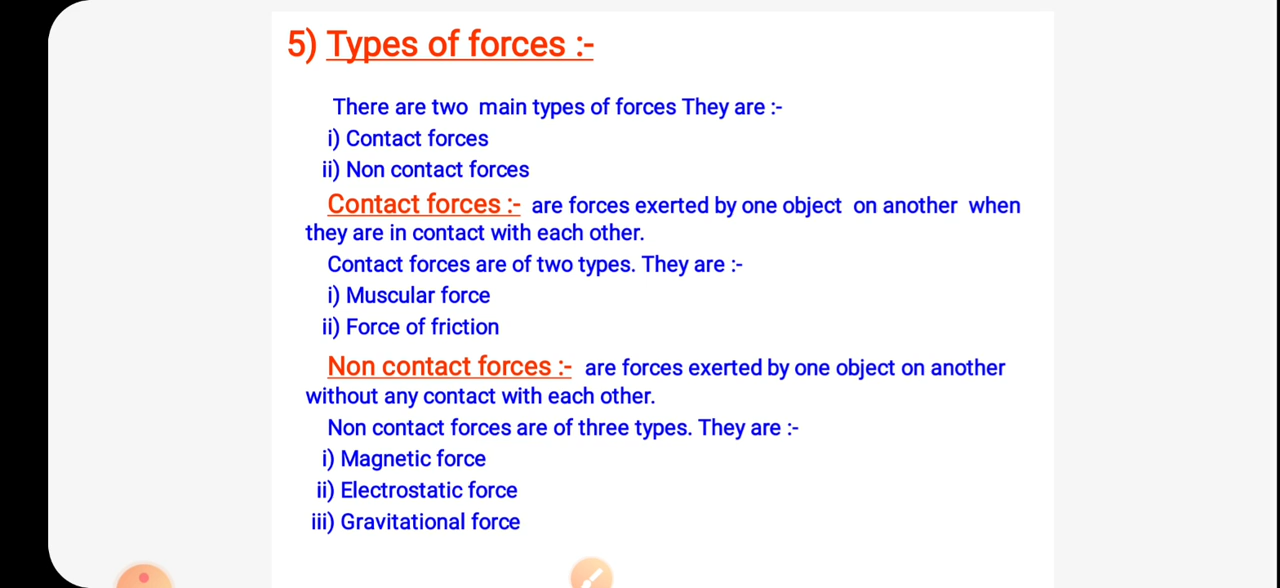 5) Types of forces :-
There are two main types of forces They are :-
i) Contact forces
ii) Non contact forces
Contact forces :- are forces exerted by one object on another when
they are in contact with each other.
Contact forces are of two types. They are :-
i) Muscular force
ii) Force of friction
Non contact forces :- are forces exerted by one object on another
without any contact with each other.
Non contact forces are of three types. They are :-
i) Magnetic force
ii) Electrostatic force
iii) Gravitational force